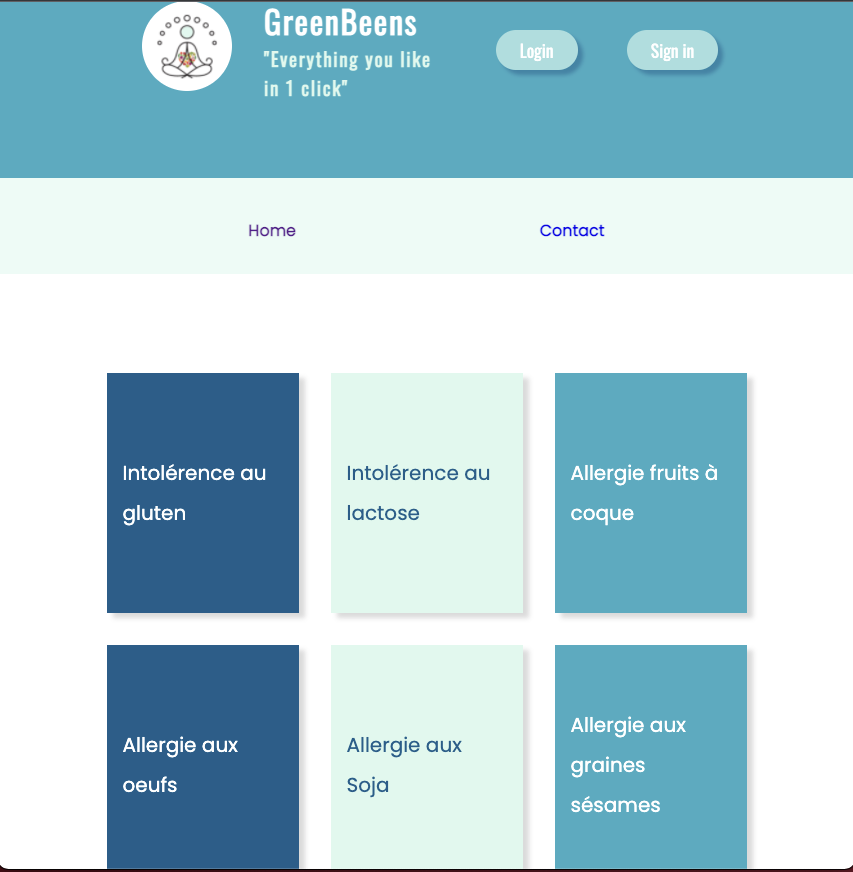 GreenBeens
"Everything you like
in 1 click"
Login
Sign in
Home
Contact
Intolérence au
gluten
Intolérence au
lactose
Allergie fruits à
coque
Allergie aux
oeufs
Allergie aux
Soja
Allergie aux
graines
sésames